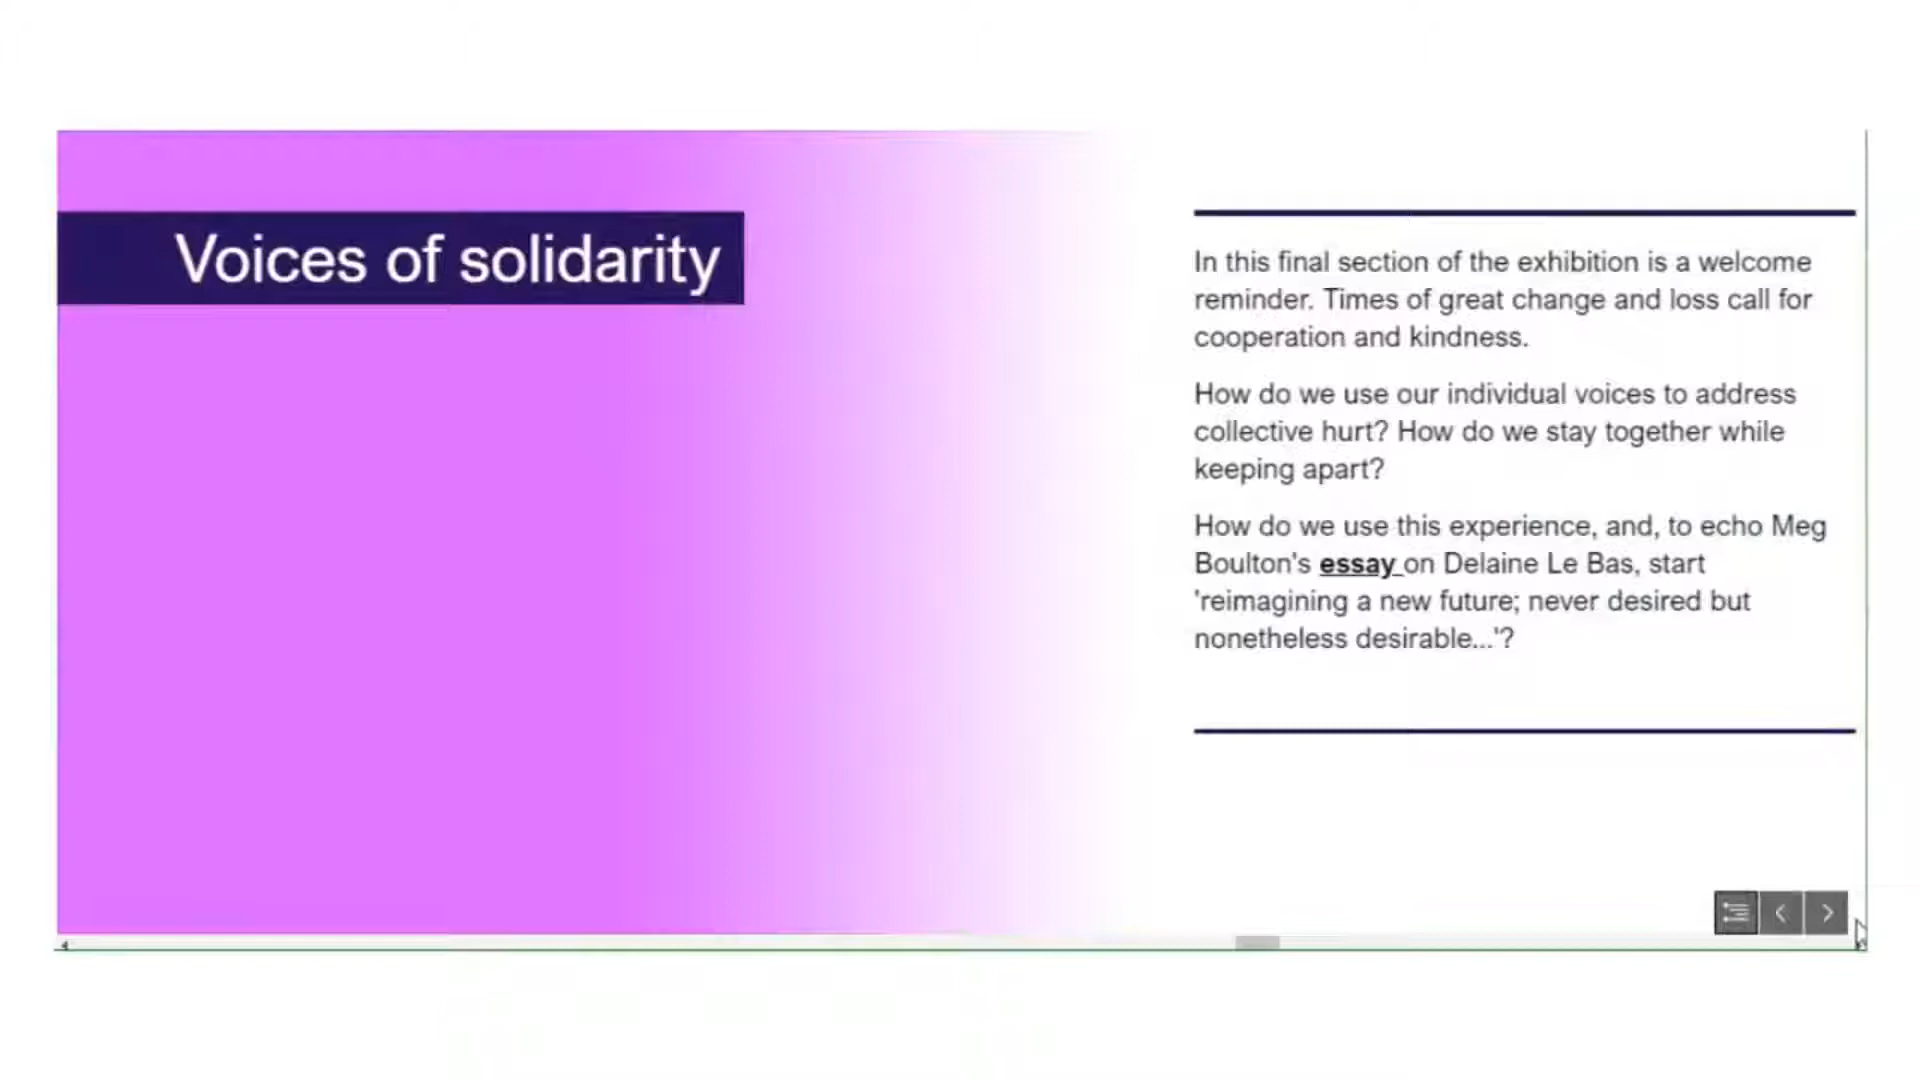 Voices of solidarity
In this final section of the exhibition is a welcome
reminder. Times of great change and loss call for
cooperation and kindness.
How do we use our individual voices to address
collective hurt? How do we stay together while
keeping apart?
How do we use this experience, and, to echo Meg
Boulton's essay on Delaine Le Bas, start
'reimagining a new future; never desired but
nonetheless desirable...'?